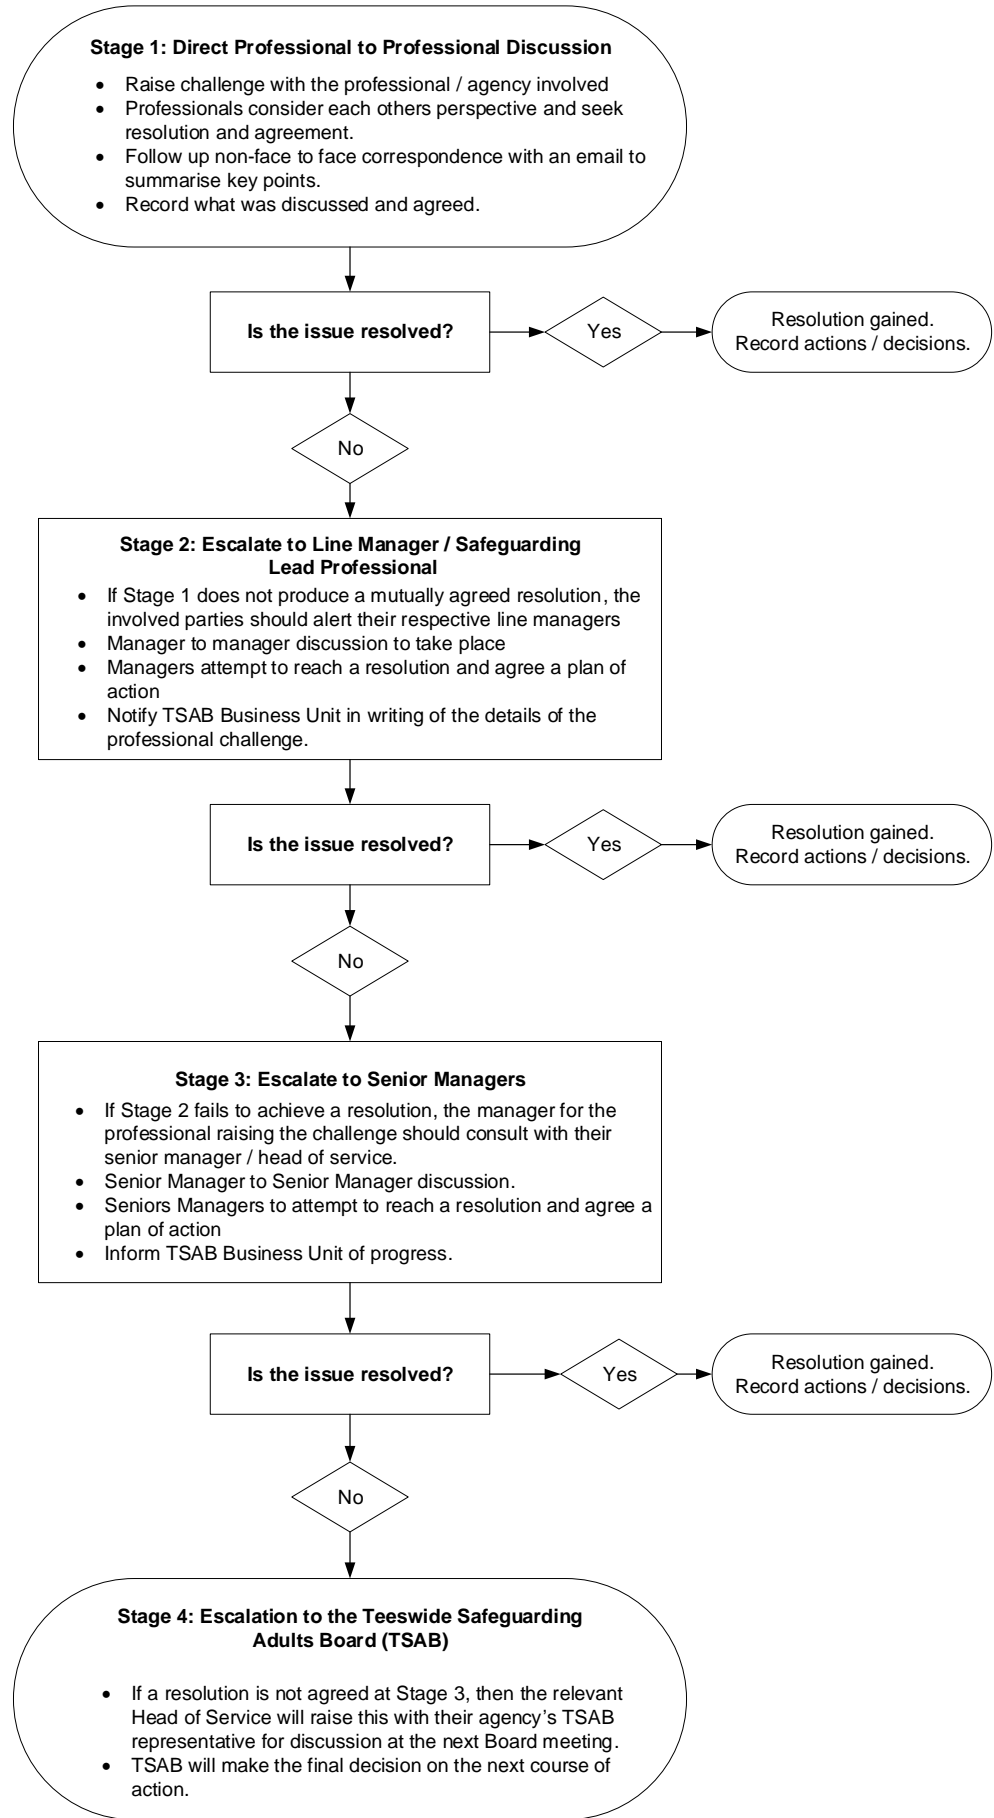 Stage 1: Direct Professional to Professional Discussion
• Raise challenge with the professional / agency involved
• Professionals consider each others perspective and seek
resolution and agreement.
• Follow up non-face to face correspondence with an email to
summarise key points.
• Record what was discussed and agreed.
Is the issue resolved?
Yes
Resolution gained.
Record actions / decisions.
No
Stage 2: Escalate to Line Manager / Safeguarding
Lead Professional
• If Stage 1 does not produce a mutually agreed resolution, the
involved parties should alert their respective line managers
• Manager to manager discussion to take place
• Managers attempt to reach a resolution and agree a plan of
action
• Notify TSAB Business Unit in writing of the details of the
professional challenge.
Is the issue resolved?
Yes
Resolution gained.
Record actions / decisions.
No
Stage 3: Escalate to Senior Managers
• If Stage 2 fails to achieve a resolution, the manager for the
professional raising the challenge should consult with their
senior manager / head of service.
• Senior Manager to Senior Manager discussion.
• Seniors Managers to attempt to reach a resolution and agree a
plan of action
• Inform TSAB Business Unit of progress.
Is the issue resolved?
Yes
Resolution gained.
Record actions / decisions.
No
Stage 4: Escalation to the Teeswide Safeguarding
Adults Board (TSAB)
• If a resolution is not agreed at Stage 3, then the relevant
Head of Service will raise this with their agency’s TSAB
representative for discussion at the next Board meeting.
• TSAB will make the final decision on the next course of
action.